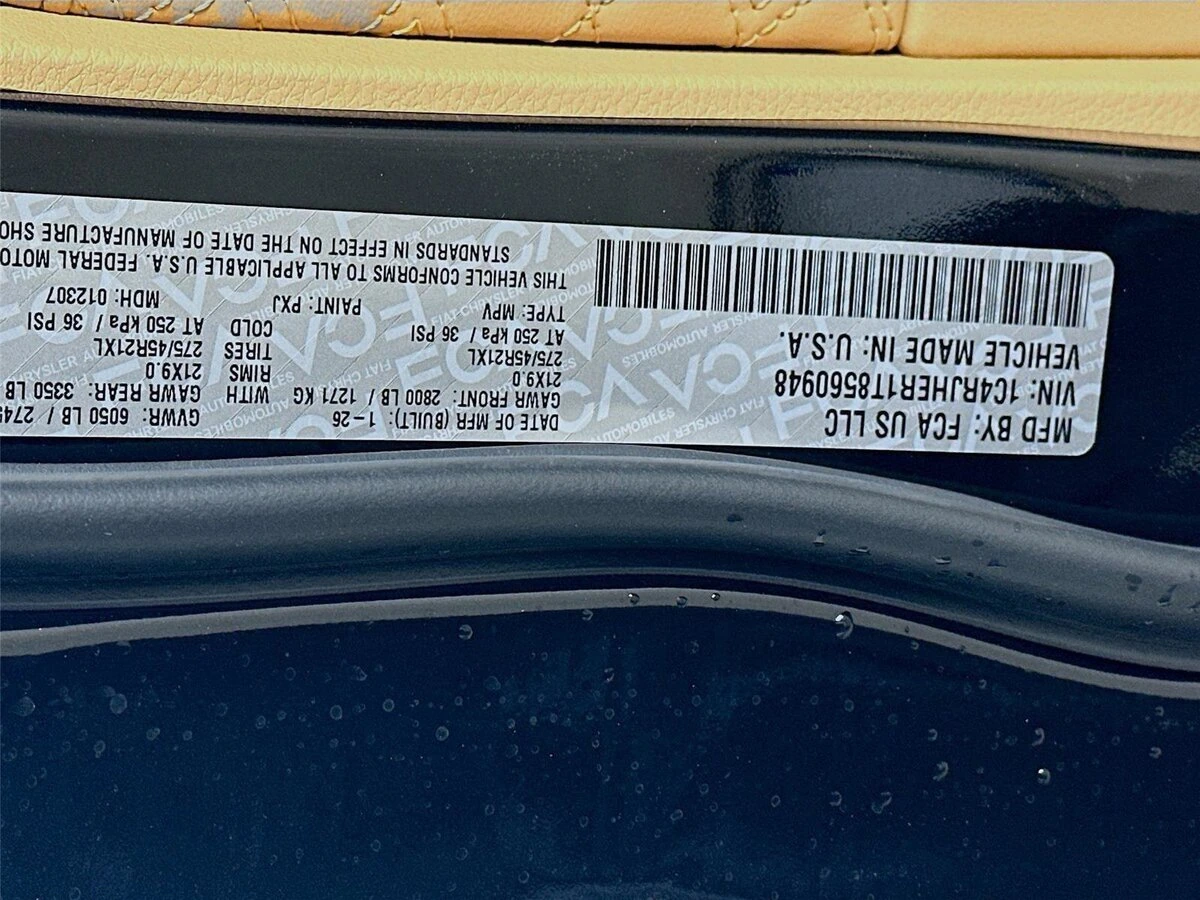 MFD BY: FCA US LLC
VIN: 1C4RJHER1T8560948
VEHICLE MADE IN: U.S.A.
DATE OF MFR (BUILT): 1-26 GVWR: 6050 LB / 2745
GAWR FRONT: 2800 LB / 1271 KG WITH GAWR REAR: 3350 LB
21X9.0 RIMS 21X9.0
275/45R21XL TIRES 275/45R21XL
AT 250 kPa / 36 PSI COLD AT 250 kPa / 36 PSI
TYPE: MPV PAINT: PXJ MDH: 012307
THIS VEHICLE CONFORMS TO ALL APPLICABLE U.S.A. FEDERAL MOTO
STANDARDS IN EFFECT ON THE DATE OF MANUFACTURE SHO